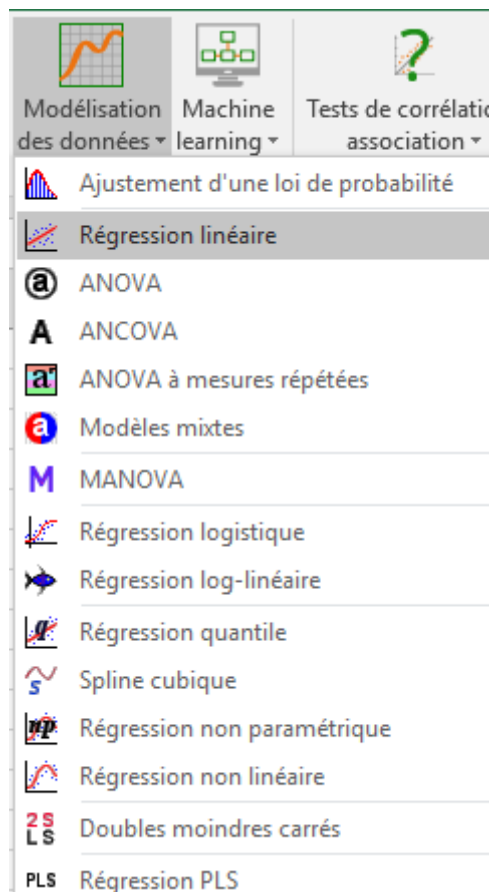 Modélisation des données
Machine learning
Tests de corrélatio
association
Ajustement d'une loi de probabilité
Régression linéaire
a ANOVA
A ANCOVA
a ANOVA à mesures répétées
a Modèles mixtes
M MANOVA
Régression logistique
Régression log-linéaire
q Régression quantile
S Spline cubique
np Régression non paramétrique
Régression non linéaire
2S
LS
Doubles moindres carrés
PLS Régression PLS